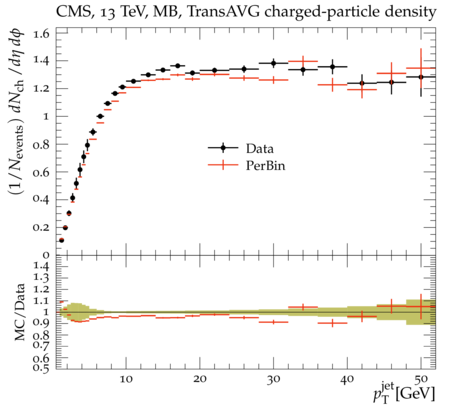 CMS, 13 TeV, MB, TransAVG charged-particle density
(1/N_events) dN_ch / dη dϕ
1.6
1.4
1.2
1
0.8
0.6
0.4
0.2
0
Data
PerBin
MC/Data
1.4
1.3
1.2
1.1
1
0.9
0.8
0.7
0.6
0.5
10 20 30 40 50
p_T^jet [GeV]